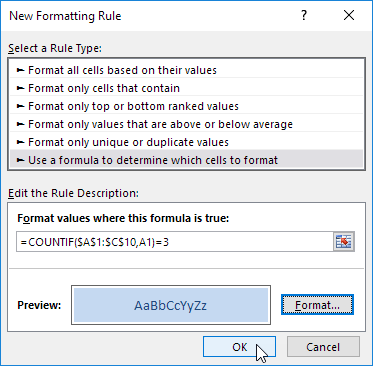 New Formatting Rule
?
Select a Rule Type:
► Format all cells based on their values
► Format only cells that contain
► Format only top or bottom ranked values
► Format only values that are above or below average
► Format only unique or duplicate values
► Use a formula to determine which cells to format
Edit the Rule Description:
Format values where this formula is true:
=COUNTIF($A$1:$C$10,A1)=3
Preview:
AaBbCcYyZz
Format...
OK
Cancel